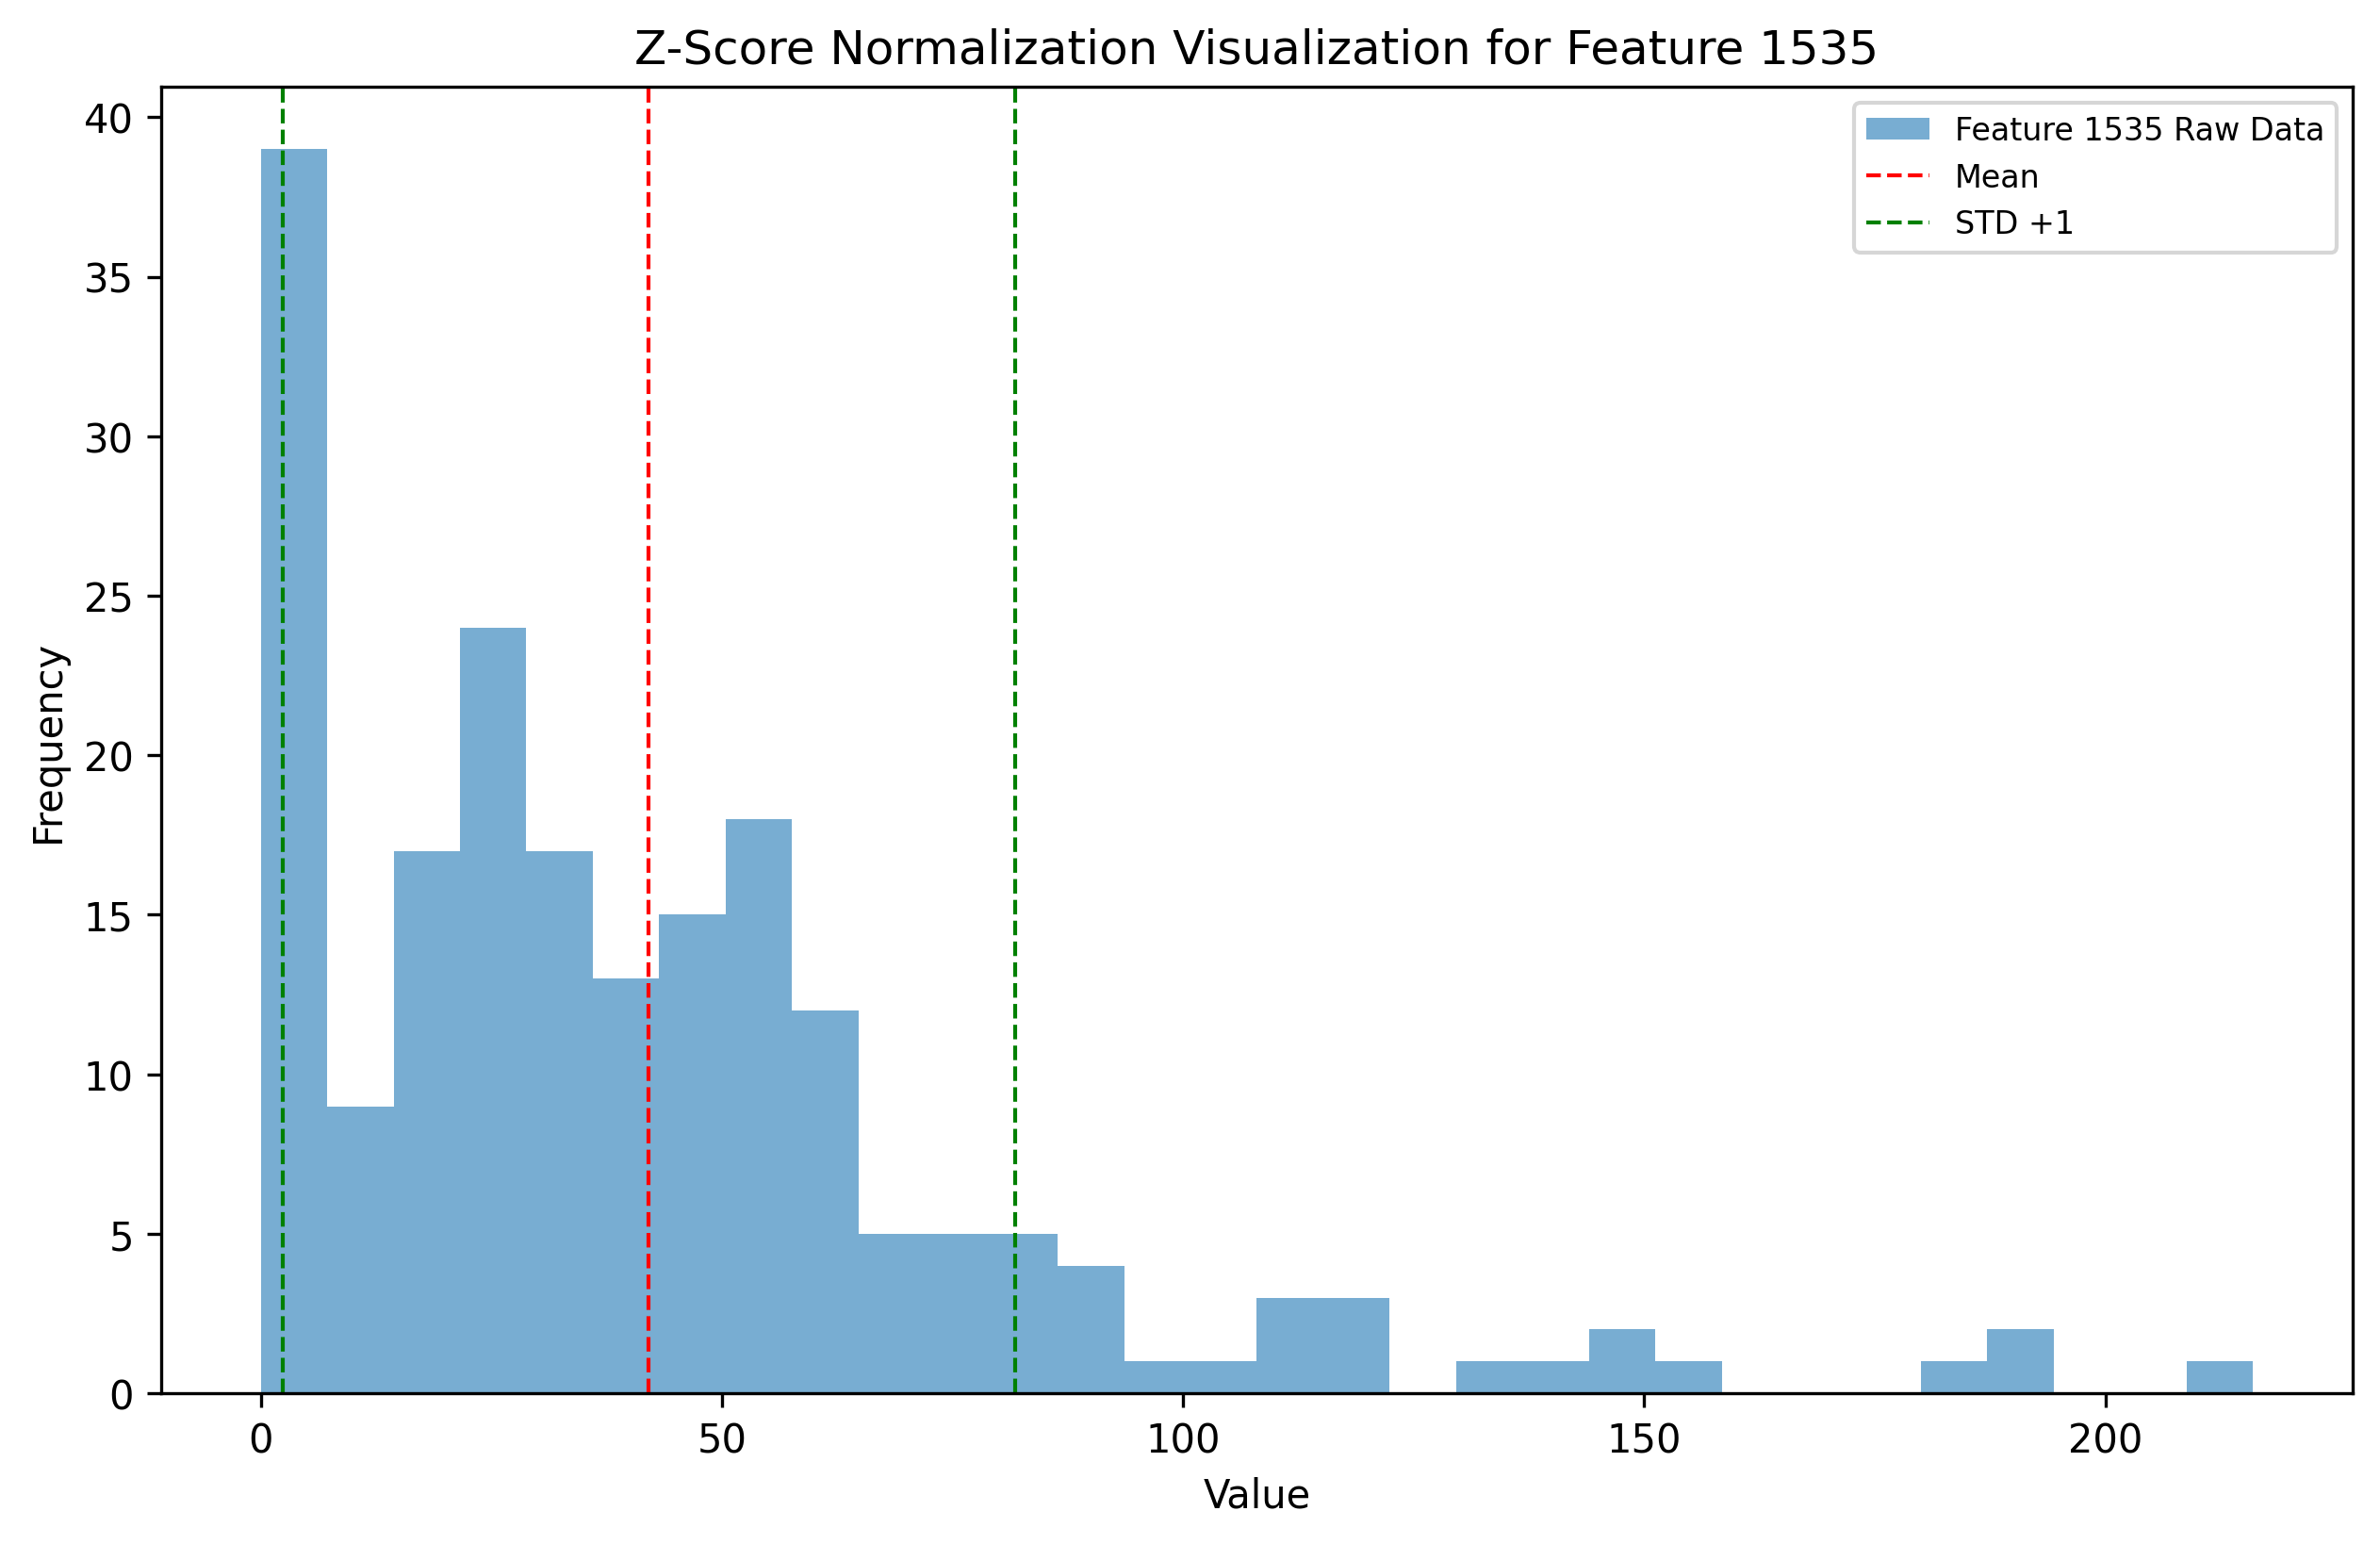 Z-Score Normalization Visualization for Feature 1535
Feature 1535 Raw Data
Mean
STD +1
Frequency
40
35
30
25
20
15
10
5
0
0 50 100 150 200
Value